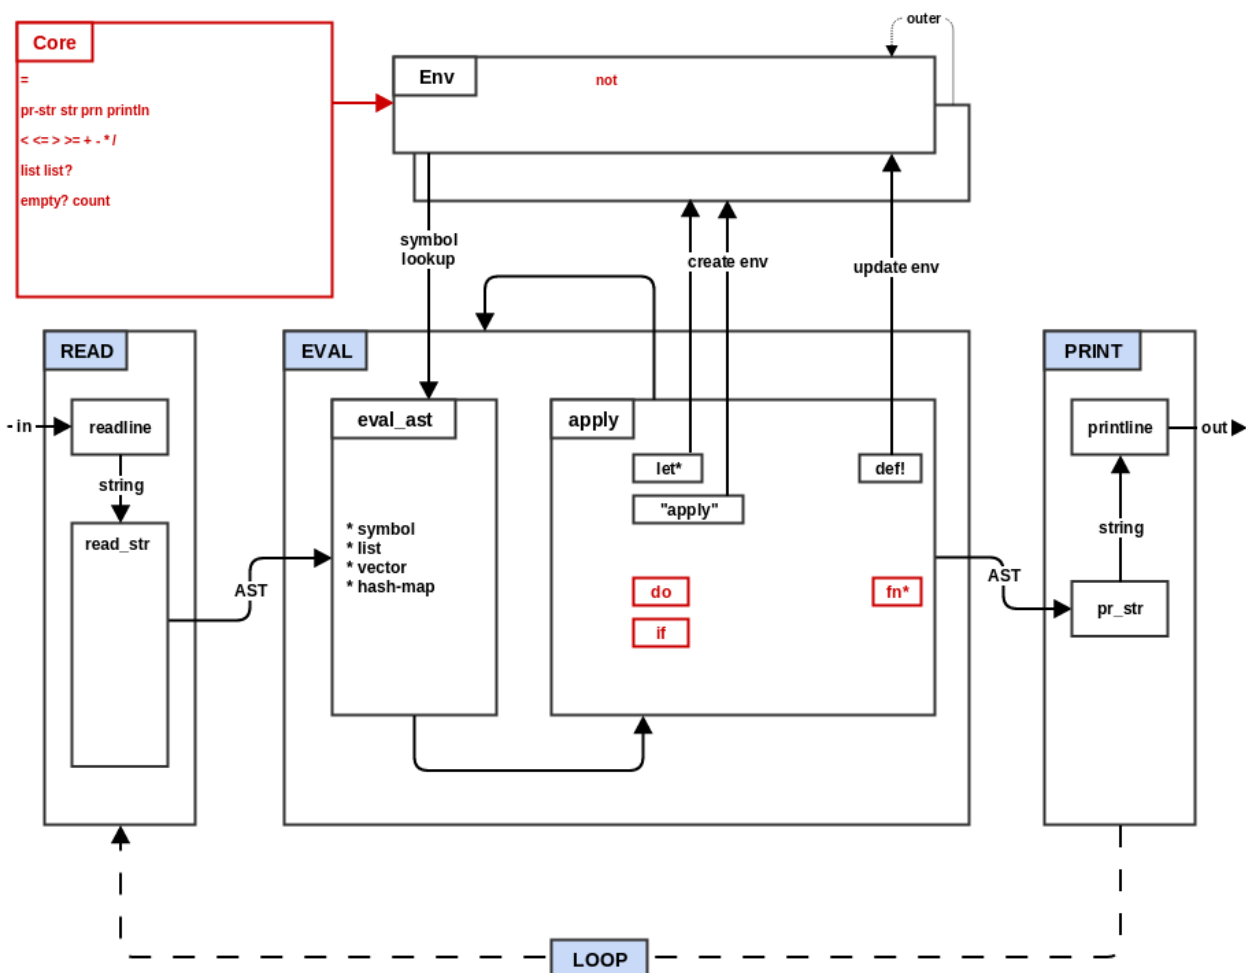 outer
Core
=
pr-str str prn println
< <= > >= + - * /
list list?
empty? count
Env
not
symbol
lookup
create env
update env
READ
- in
readline
string
read_str
AST
EVAL
eval_ast
* symbol
* list
* vector
* hash-map
apply
let*
"apply"
def!
do
if
fn*
AST
PRINT
printline
out
string
pr_str
LOOP